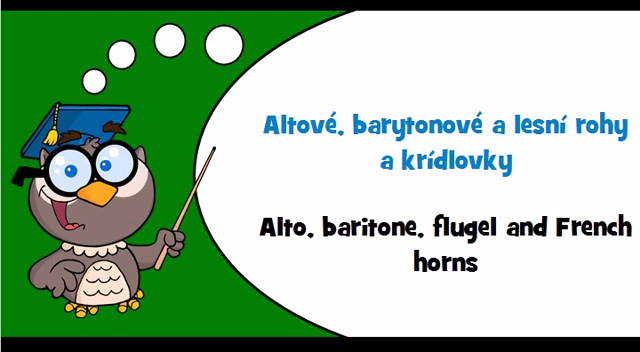 Altové, barytonové a lesní rohy
a krídlovky
Alto, baritone, flugel and French
horns